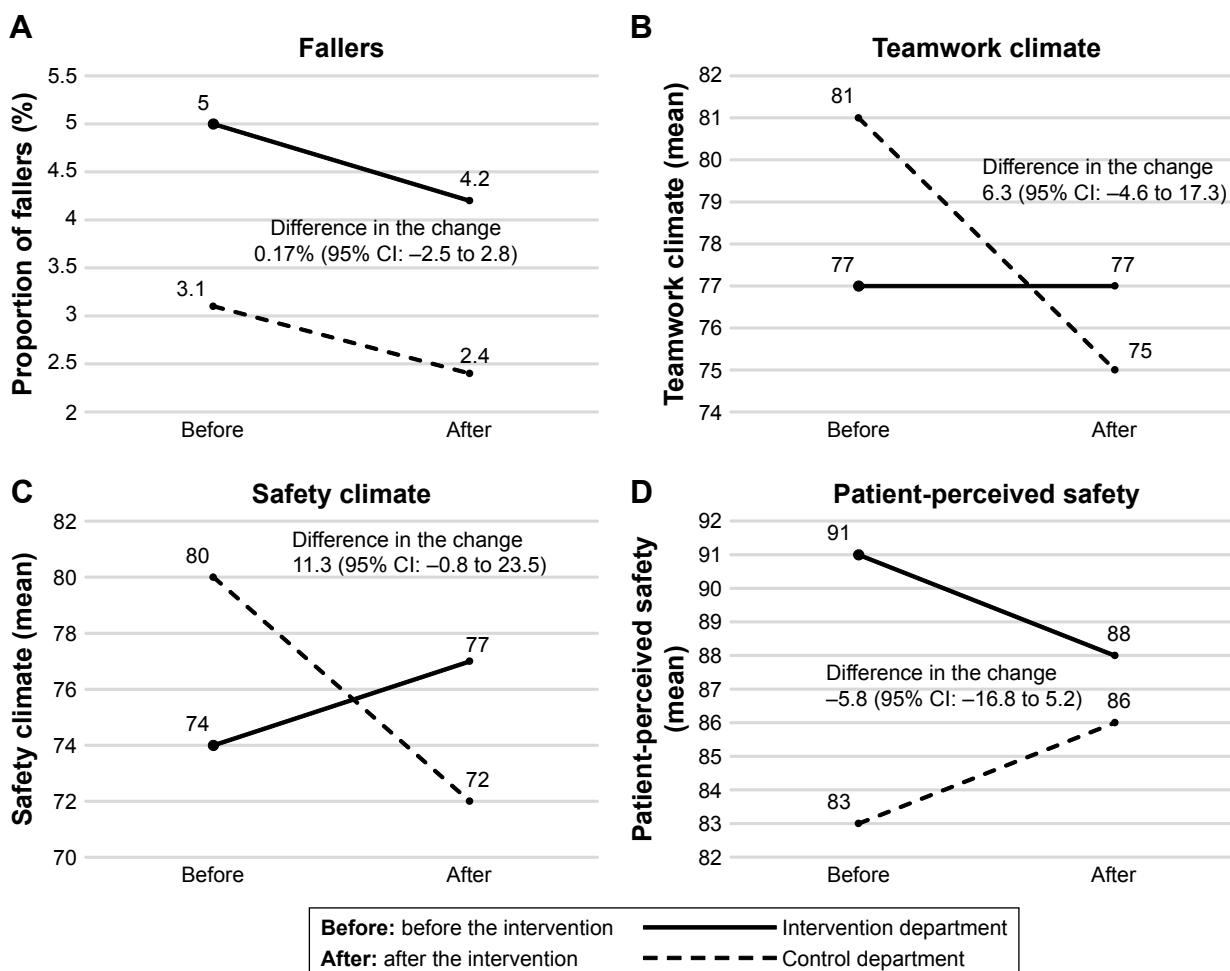 A
Fallers
Proportion of fallers (%)
5.5
5
4.5
4
3.5
3
2.5
2
5
4.2
Difference in the change
0.17% (95% CI: –2.5 to 2.8)
3.1
2.4
Before
After
B
Teamwork climate
Teamwork climate (mean)
82
81
80
79
78
77
76
75
74
81
Difference in the change
6.3 (95% CI: –4.6 to 17.3)
77
77
75
Before
After
C
Safety climate
Safety climate (mean)
82
80
78
76
74
72
70
80
Difference in the change
11.3 (95% CI: –0.8 to 23.5)
77
74
72
Before
After
D
Patient-perceived safety
Patient-perceived safety
(mean)
92
91
90
89
88
87
86
85
84
83
82
91
88
Difference in the change
–5.8 (95% CI: –16.8 to 5.2)
86
83
Before
After
Before: before the intervention
Intervention department
After: after the intervention
Control department